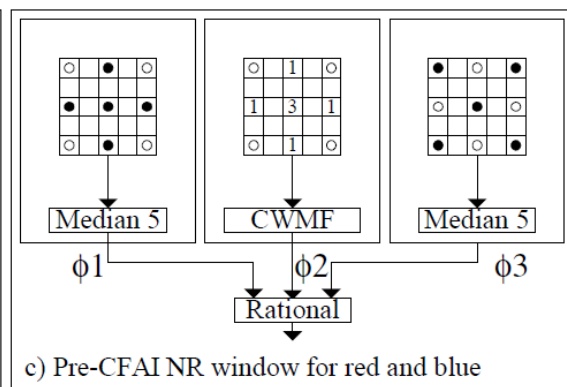 1
1 3 1
1
Median 5 CWMF Median 5
ϕ1 ϕ2 ϕ3
Rational
c) Pre-CFAI NR window for red and blue